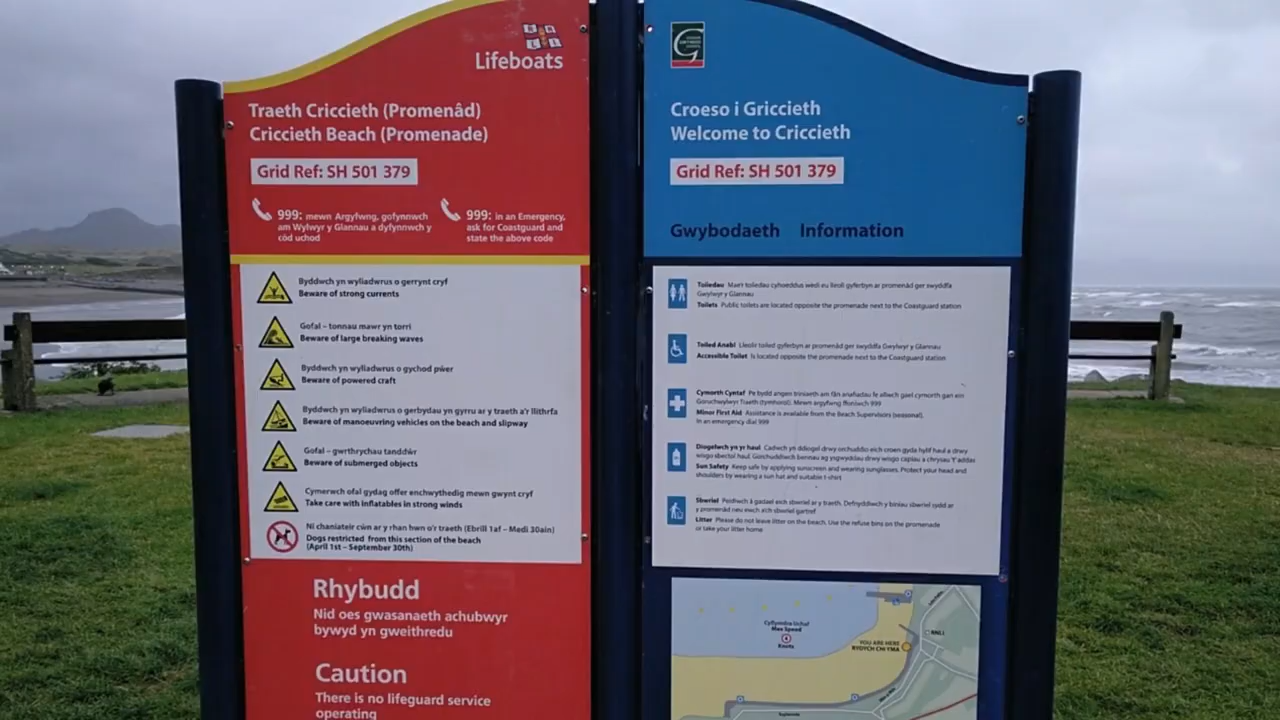 RNLI
Lifeboats
Traeth Criccieth (Promenâd)
Criccieth Beach (Promenade)
Grid Ref: SH 501 379
999: mewn Argyfwng, gofynnwch
am Wylwyr y Glannau a dyfynnwch y
côd uchod
999: in an Emergency,
ask for Coastguard and
state the above code
Byddwch yn wyliadwrus o gerrynt cryf
Beware of strong currents
Gofal – tonnau mawr yn torri
Beware of large breaking waves
Byddwch yn wyliadwrus o gychod pŵer
Beware of powered craft
Byddwch yn wyliadwrus o gerbydau yn gyrru ar y traeth a'r llithrfa
Beware of manoeuvring vehicles on the beach and slipway
Gofal – gwrthrychau tanddŵr
Beware of submerged objects
Cymerwch ofal gydag offer enchwythedig mewn gwynt cryf
Take care with inflatables in strong winds
Ni chaniateir cŵn ar y rhan hwn o'r traeth (Ebrill 1af – Medi 30ain)
Dogs restricted from this section of the beach
(April 1st – September 30th)
Rhybudd
Nid oes gwasanaeth achubwyr
bywyd yn gweithredu
Caution
There is no lifeguard service
operating
Croeso i Griccieth
Welcome to Criccieth
Grid Ref: SH 501 379
Gwybodaeth Information
Toiledau Mae'r toiledau cyhoeddus wedi eu lleoli gyferbyn ar promenâd ger swyddfa
Gwylwyr y Glannau
Toilets Public toilets are located opposite the promenade next to the Coastguard station
Toiled Anabl Lleolir toiled gyferbyn ar promenâd ger swyddfa Gwylwyr y Glannau
Accessible Toilet Is located opposite the promenade next to the Coastguard station
Cymorth Cyntaf Pe bydd angen triniaeth am fân anafiadau fe allwch gael cymorth gan ein
Goruchwylwyr Traeth (tymhorol). Mewn argyfwng ffoniwch 999
Minor First Aid Assistance is available from the Beach Supervisors (seasonal).
In an emergency dial 999
Diogelwch yn yr haul Cadwch yn ddiogel drwy orchuddio eich croen gyda hylif haul a drwy
wisgo sbectol haul. Gorchuddiwch bennau ag ysgwyddau drwy wisgo capiau a chrysau T addas
Sun Safety Keep safe by applying sunscreen and wearing sunglasses. Protect your head and
shoulders by wearing a sun hat and suitable t-shirt
Sbwriel Peidiwch â gadael eich sbwriel ar y traeth. Defnyddiwch y biniau sbwriel sydd ar
y promenâd neu ewch a'ch sbwriel gartref
Litter Please do not leave litter on the beach. Use the refuse bins on the promenade
or take your litter home
Cyflymdra Uchaf
Max Speed
Knots
YOU ARE HERE
RYDYCH CHI YMA
RNLI